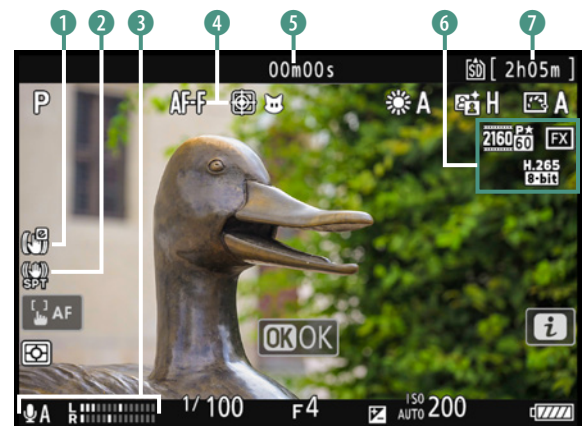 1 2 3 4 5 6 7
00m00s SD [ 2h05m ]
P AF-F A H A
2160 P★ 60 FX
H.265
8-bit
SPT
AF
OK OK i
A L R 1/100 F4 ISO AUTO 200